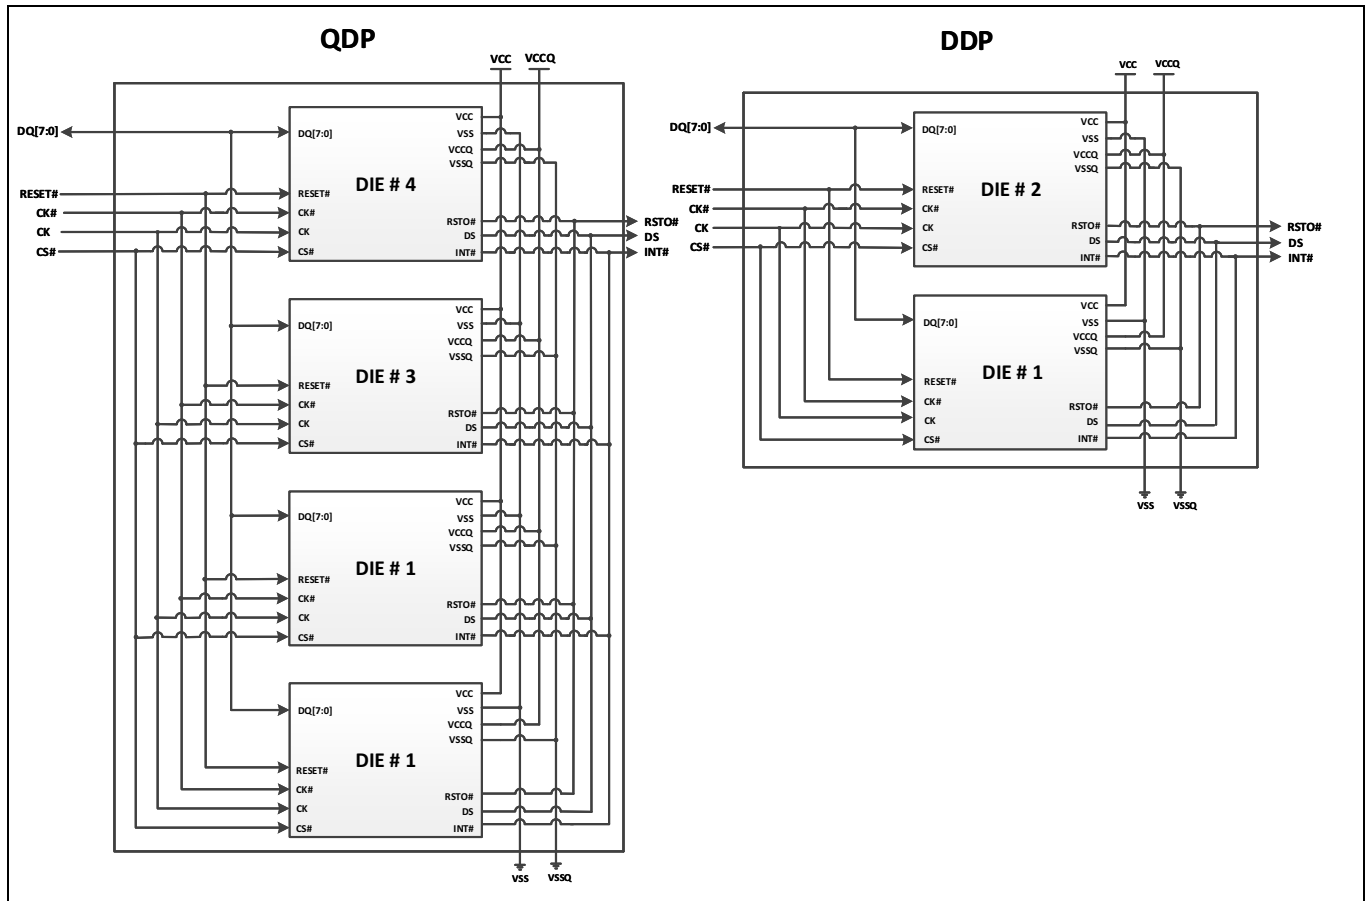 QDP
VCC
VCCQ
DQ[7:0]
RESET#
CK#
CK
CS#
DQ[7:0]
RESET#
CK#
CK
CS#
DIE # 4
VCC
VSS
VCCQ
VSSQ
RSTO#
DS
INT#
RSTO#
DS
INT#
DQ[7:0]
RESET#
CK#
CK
CS#
DIE # 3
VCC
VSS
VCCQ
VSSQ
RSTO#
DS
INT#
DQ[7:0]
RESET#
CK#
CK
CS#
DIE # 1
VCC
VSS
VCCQ
VSSQ
RSTO#
DS
INT#
DQ[7:0]
RESET#
CK#
CK
CS#
DIE # 1
VCC
VSS
VCCQ
VSSQ
RSTO#
DS
INT#
VSS
VSSQ
DDP
VCC
VCCQ
DQ[7:0]
RESET#
CK#
CK
CS#
DQ[7:0]
RESET#
CK#
CK
CS#
DIE # 2
VCC
VSS
VCCQ
VSSQ
RSTO#
DS
INT#
RSTO#
DS
INT#
DQ[7:0]
RESET#
CK#
CK
CS#
DIE # 1
VCC
VSS
VCCQ
VSSQ
RSTO#
DS
INT#
VSS
VSSQ